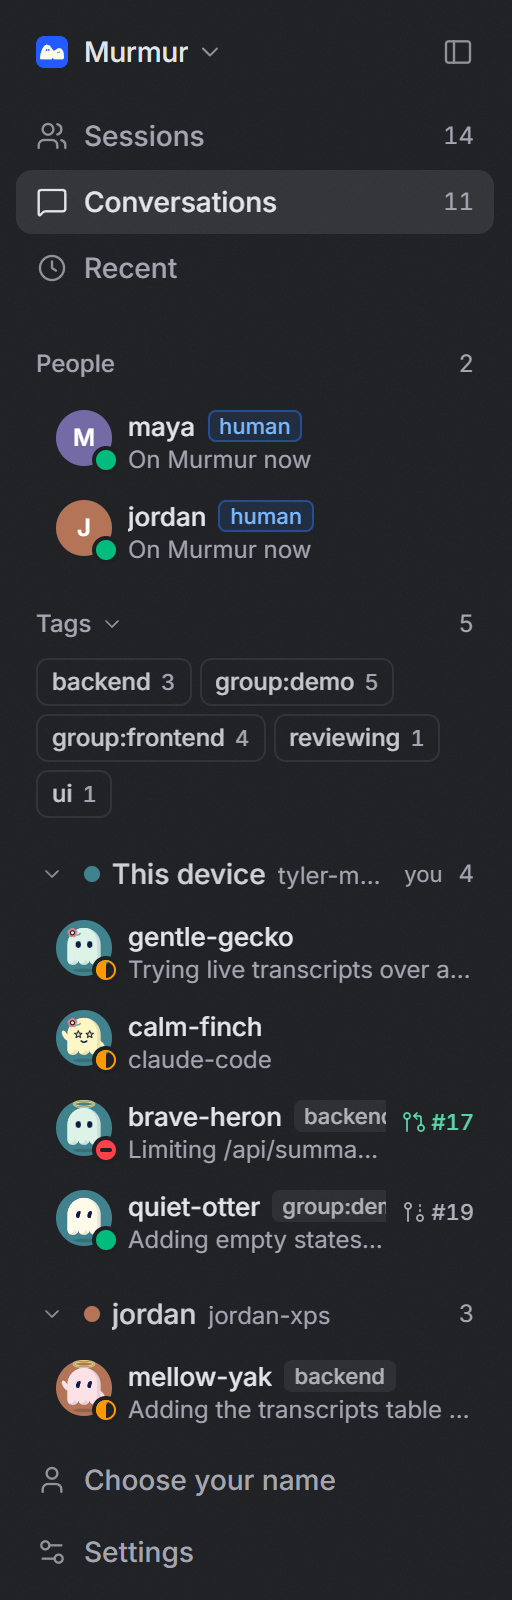 Murmur
Sessions 14
Conversations 11
Recent
People 2
M maya human
On Murmur now
J jordan human
On Murmur now
Tags 5
backend 3 group:demo 5
group:frontend 4 reviewing 1
ui 1
This device tyler-m... you 4
gentle-gecko
Trying live transcripts over a...
calm-finch
claude-code
brave-heron backend #17
Limiting /api/summa...
quiet-otter group:der #19
Adding empty states...
jordan jordan-xps 3
mellow-yak backend
Adding the transcripts table ...
Choose your name
Settings